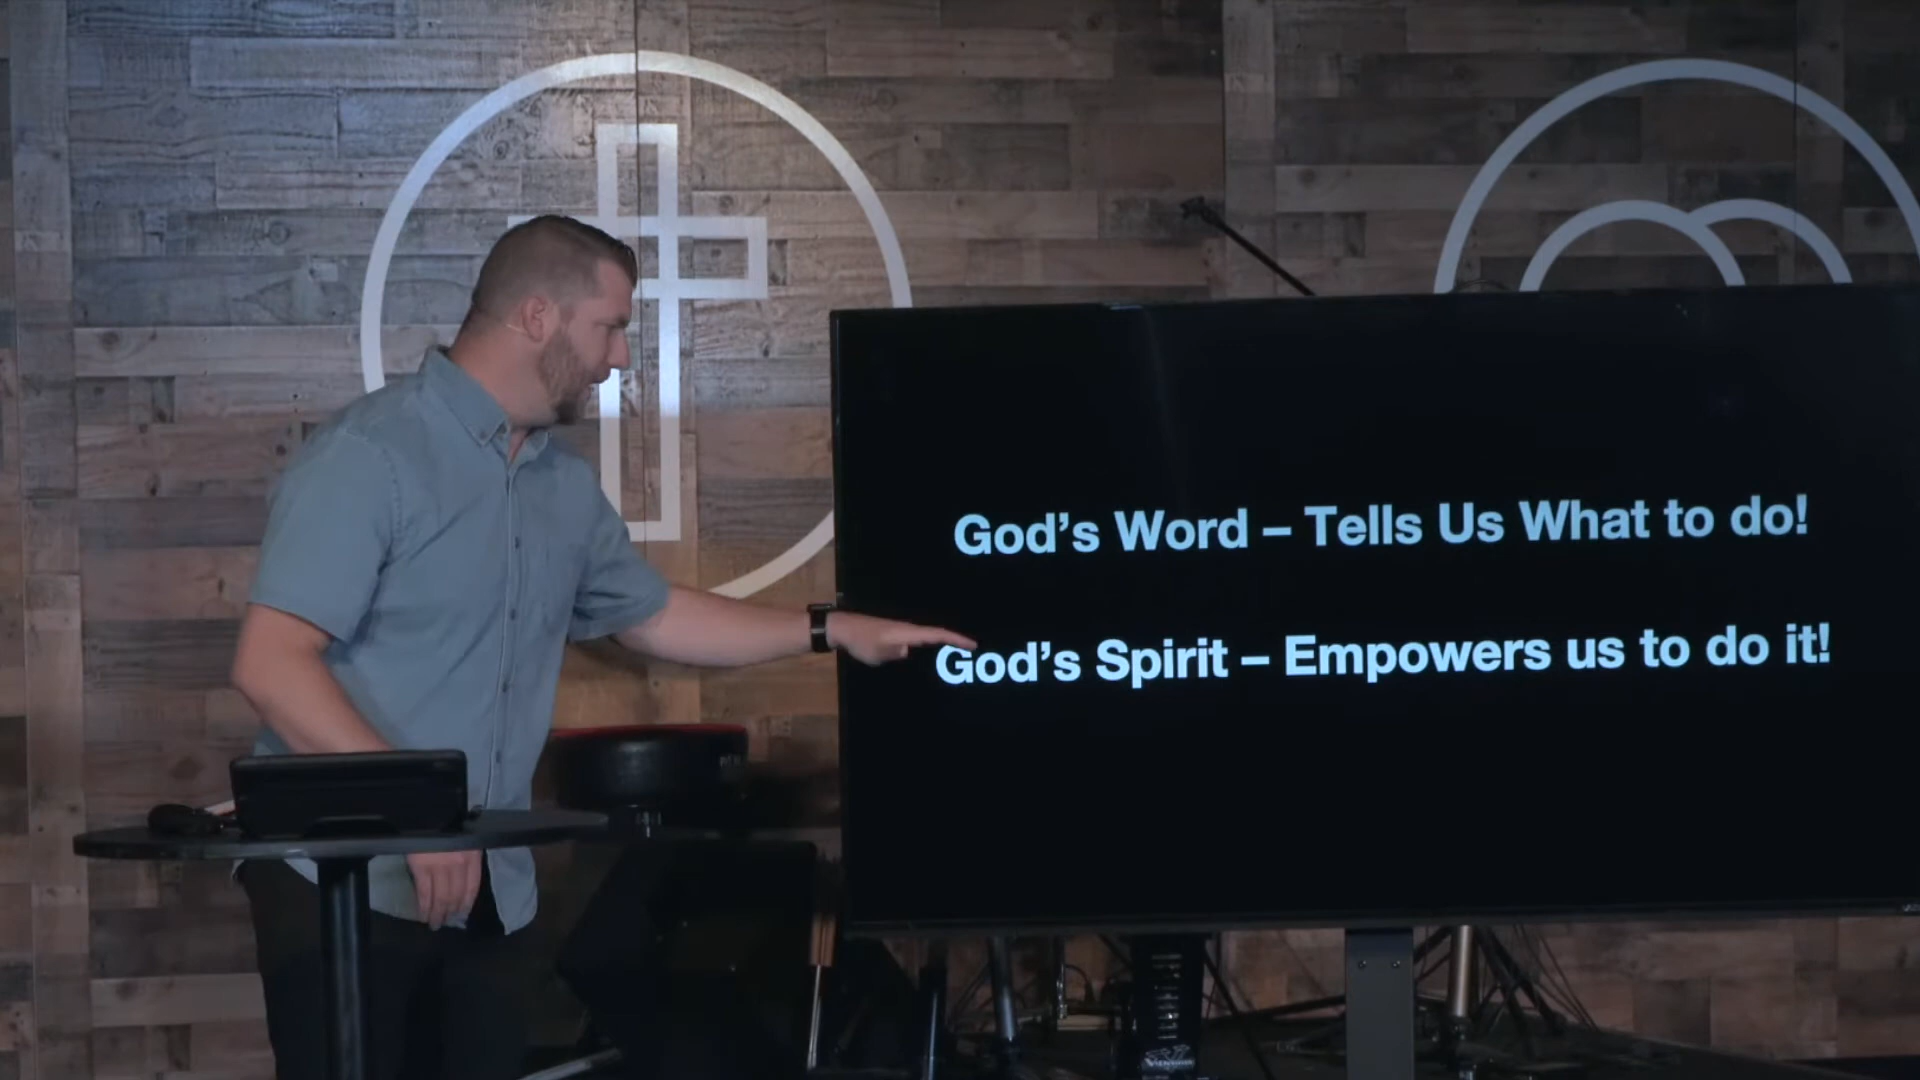 God’s Word – Tells Us What to do!
God’s Spirit – Empowers us to do it!